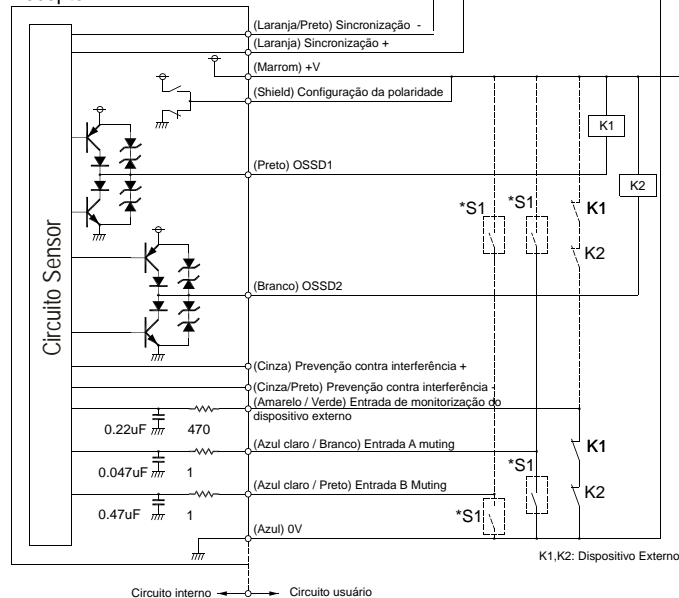 (Laranja/Preto) Sincronização -
(Laranja) Sincronização +
(Marrom) +V
(Shield) Configuração da polaridade
K1
(Preto) OSSD1
K2
*S1
*S1
K1
K2
Circuito Sensor
(Branco) OSSD2
(Cinza) Prevenção contra interferência +
(Cinza/Preto) Prevenção contra interferência -
(Amarelo / Verde) Entrada de monitorização do
dispositivo externo
0.22uF
470
(Azul claro / Branco) Entrada A muting
0.047uF
1
K1
*S1
(Azul claro / Preto) Entrada B Muting
K2
0.47uF
1
*S1
(Azul) 0V
K1,K2: Dispositivo Externo
Circuito interno
Circuito usuário